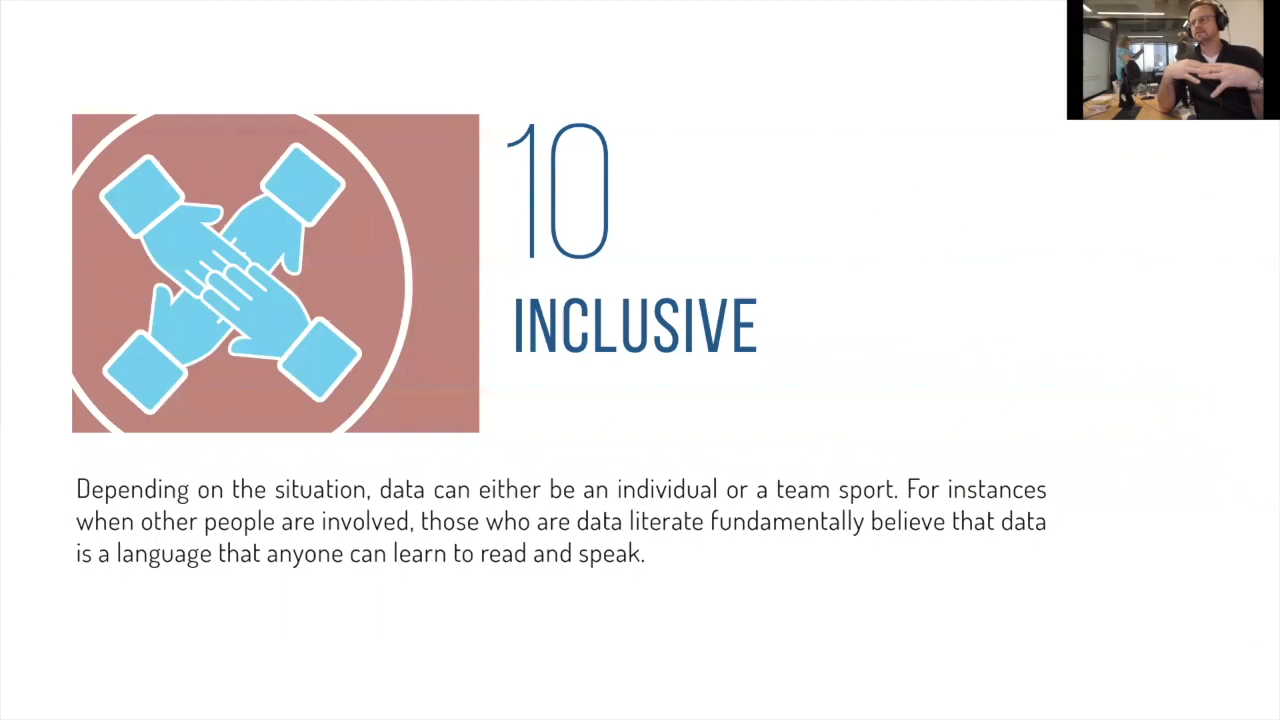 10
INCLUSIVE
Depending on the situation, data can either be an individual or a team sport. For instances
when other people are involved, those who are data literate fundamentally believe that data
is a language that anyone can learn to read and speak.